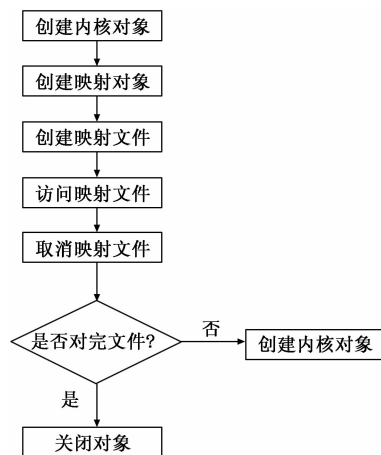 创建内核对象
创建映射对象
创建映射文件
访问映射文件
取消映射文件
是否对完文件?
否
创建内核对象
是
关闭对象